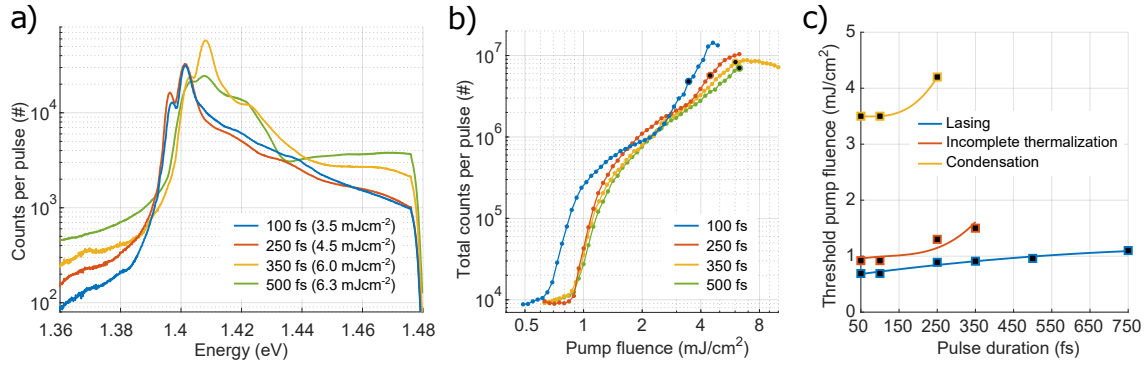 a)
Counts per pulse (#)
10^4
10^3
10^2
1.36
1.38
1.4
1.42
1.44
1.46
1.48
Energy (eV)
100 fs (3.5 mJcm^-2)
250 fs (4.5 mJcm^-2)
350 fs (6.0 mJcm^-2)
500 fs (6.3 mJcm^-2)
b)
Total counts per pulse (#)
10^7
10^6
10^5
10^4
0.5
1
2
4
8
Pump fluence (mJ/cm^2)
100 fs
250 fs
350 fs
500 fs
c)
Threshold pump fluence (mJ/cm^2)
5
4
3
2
1
0
50
150
250
350
450
550
650
750
Pulse duration (fs)
Lasing
Incomplete thermalization
Condensation